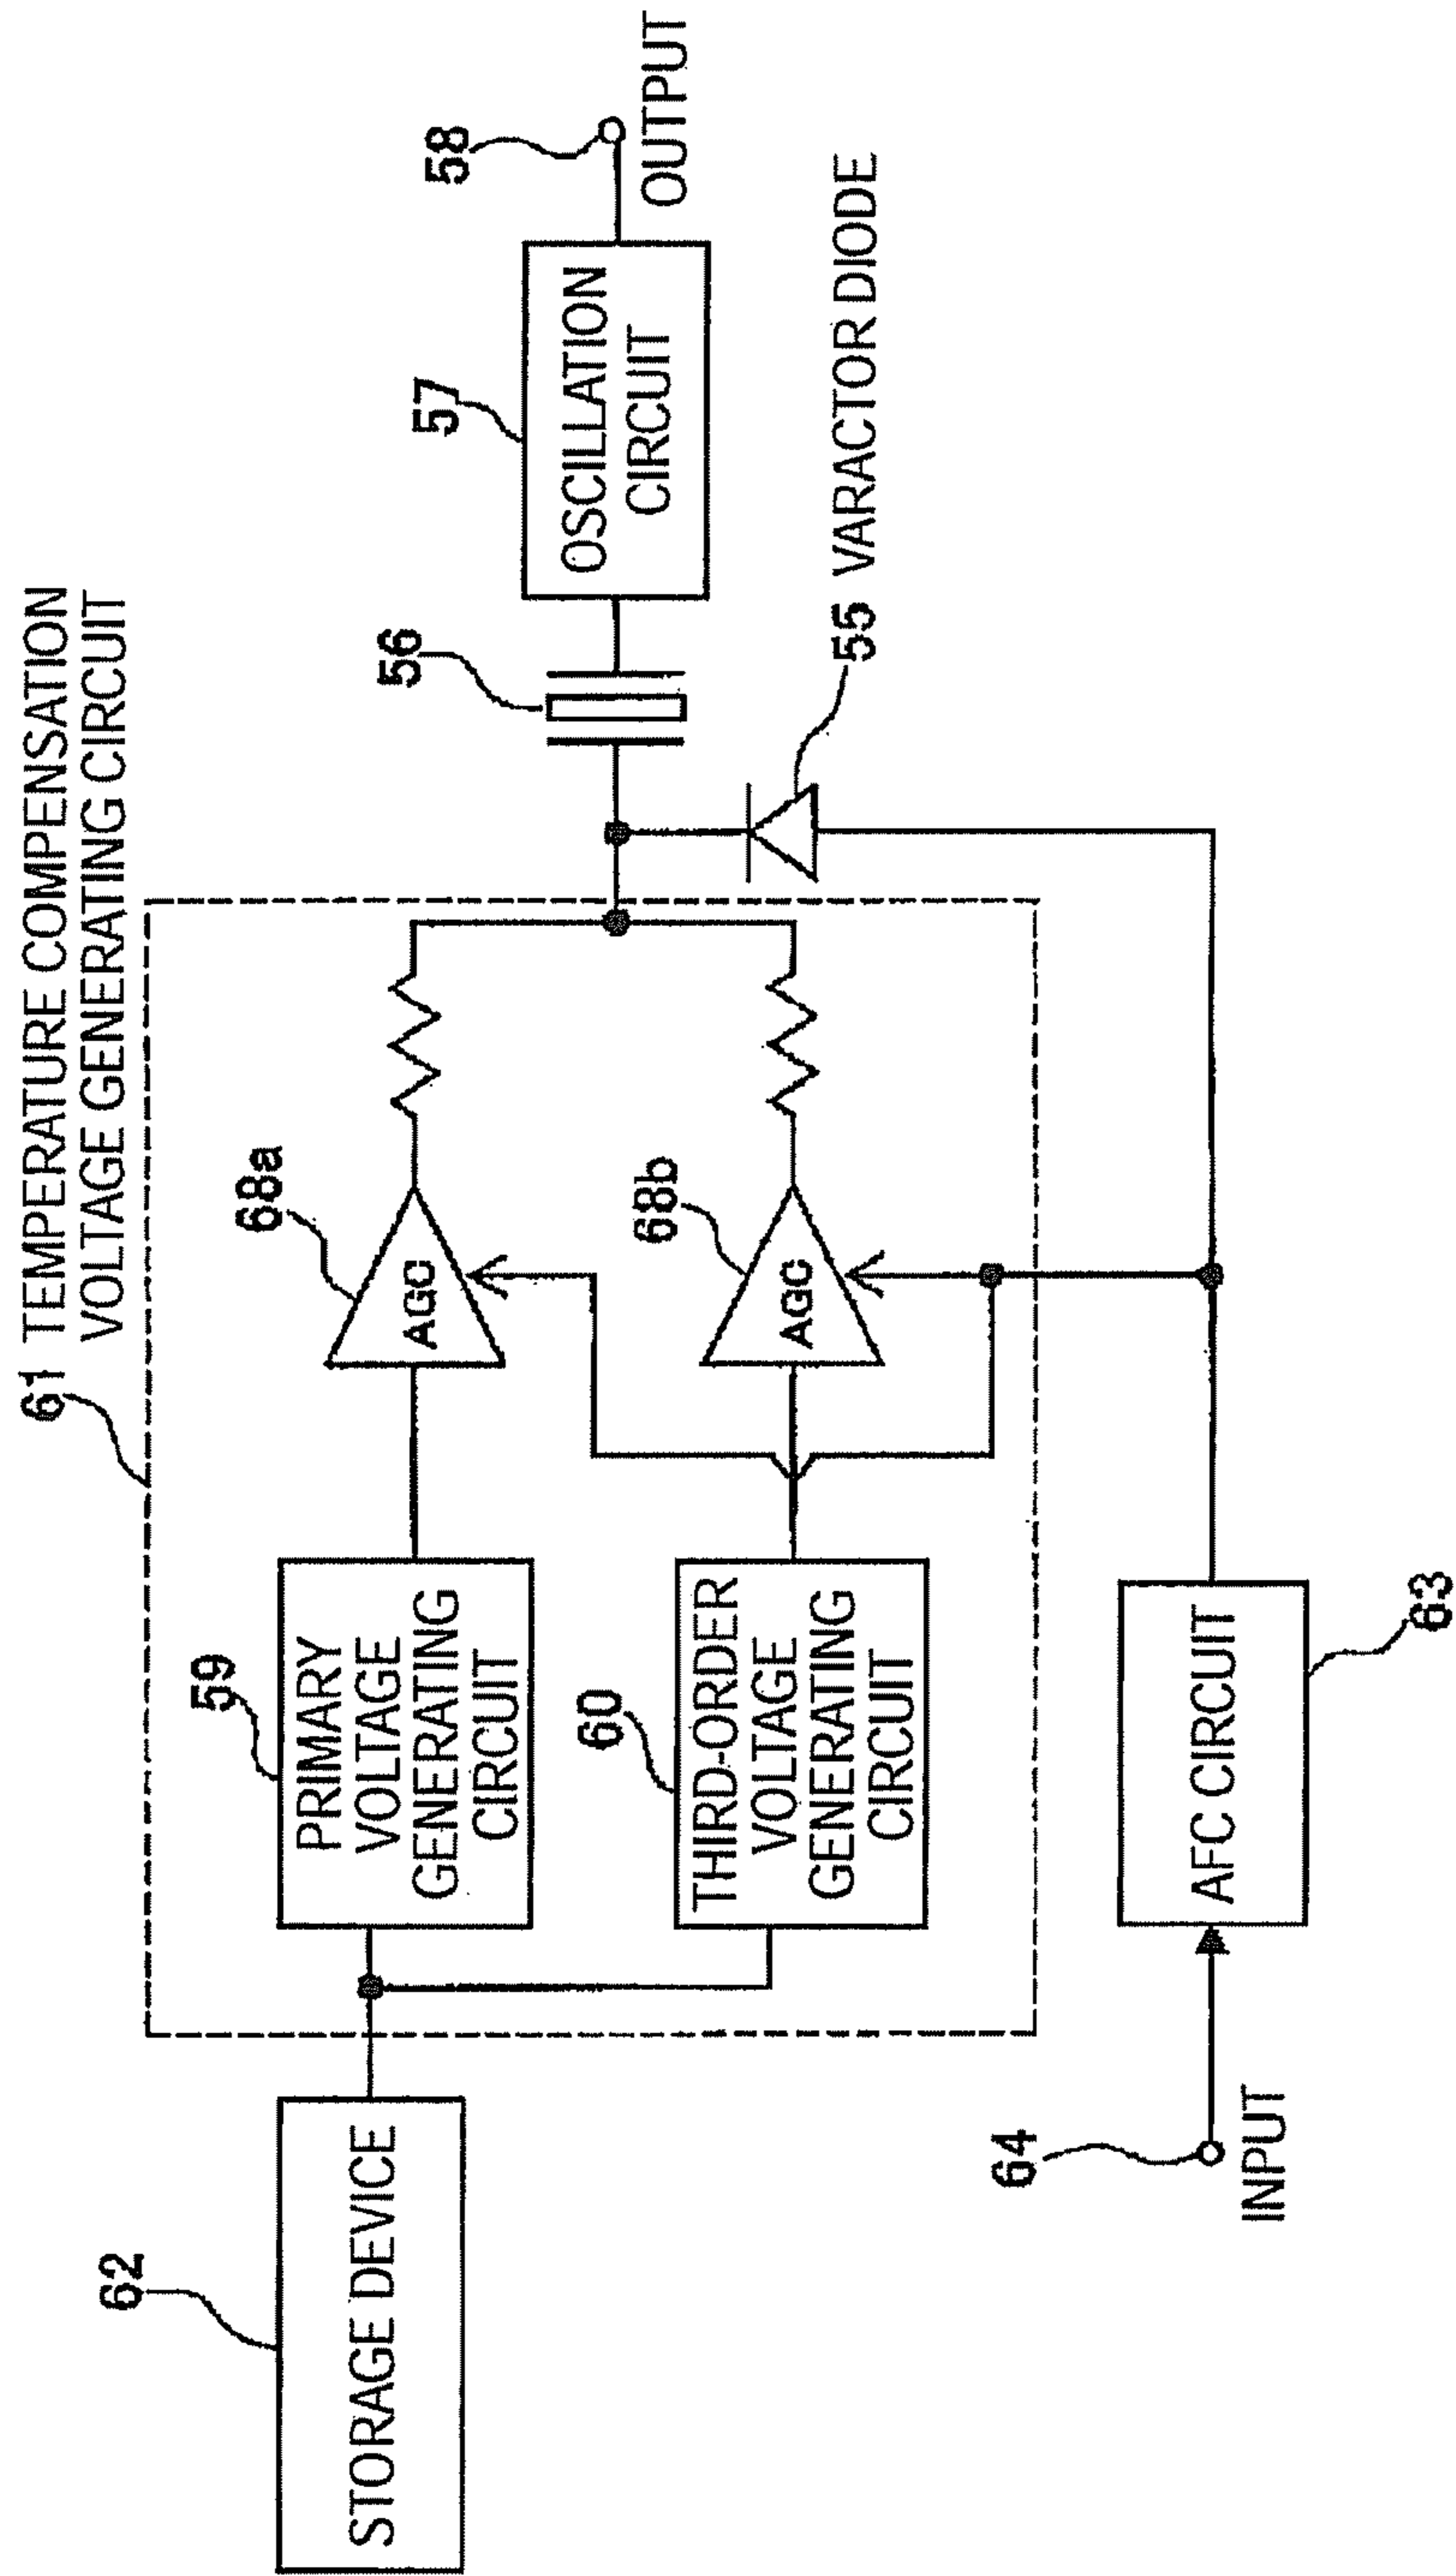 61 TEMPERATURE COMPENSATION
VOLTAGE GENERATING CIRCUIT
62
STORAGE DEVICE
59
PRIMARY
VOLTAGE
GENERATING
CIRCUIT
68a
AGC
60
THIRD-ORDER
VOLTAGE
GENERATING
CIRCUIT
68b
AGC
56
57
OSCILLATION
CIRCUIT
58
OUTPUT
55 VARACTOR DIODE
64
INPUT
AFC CIRCUIT
63